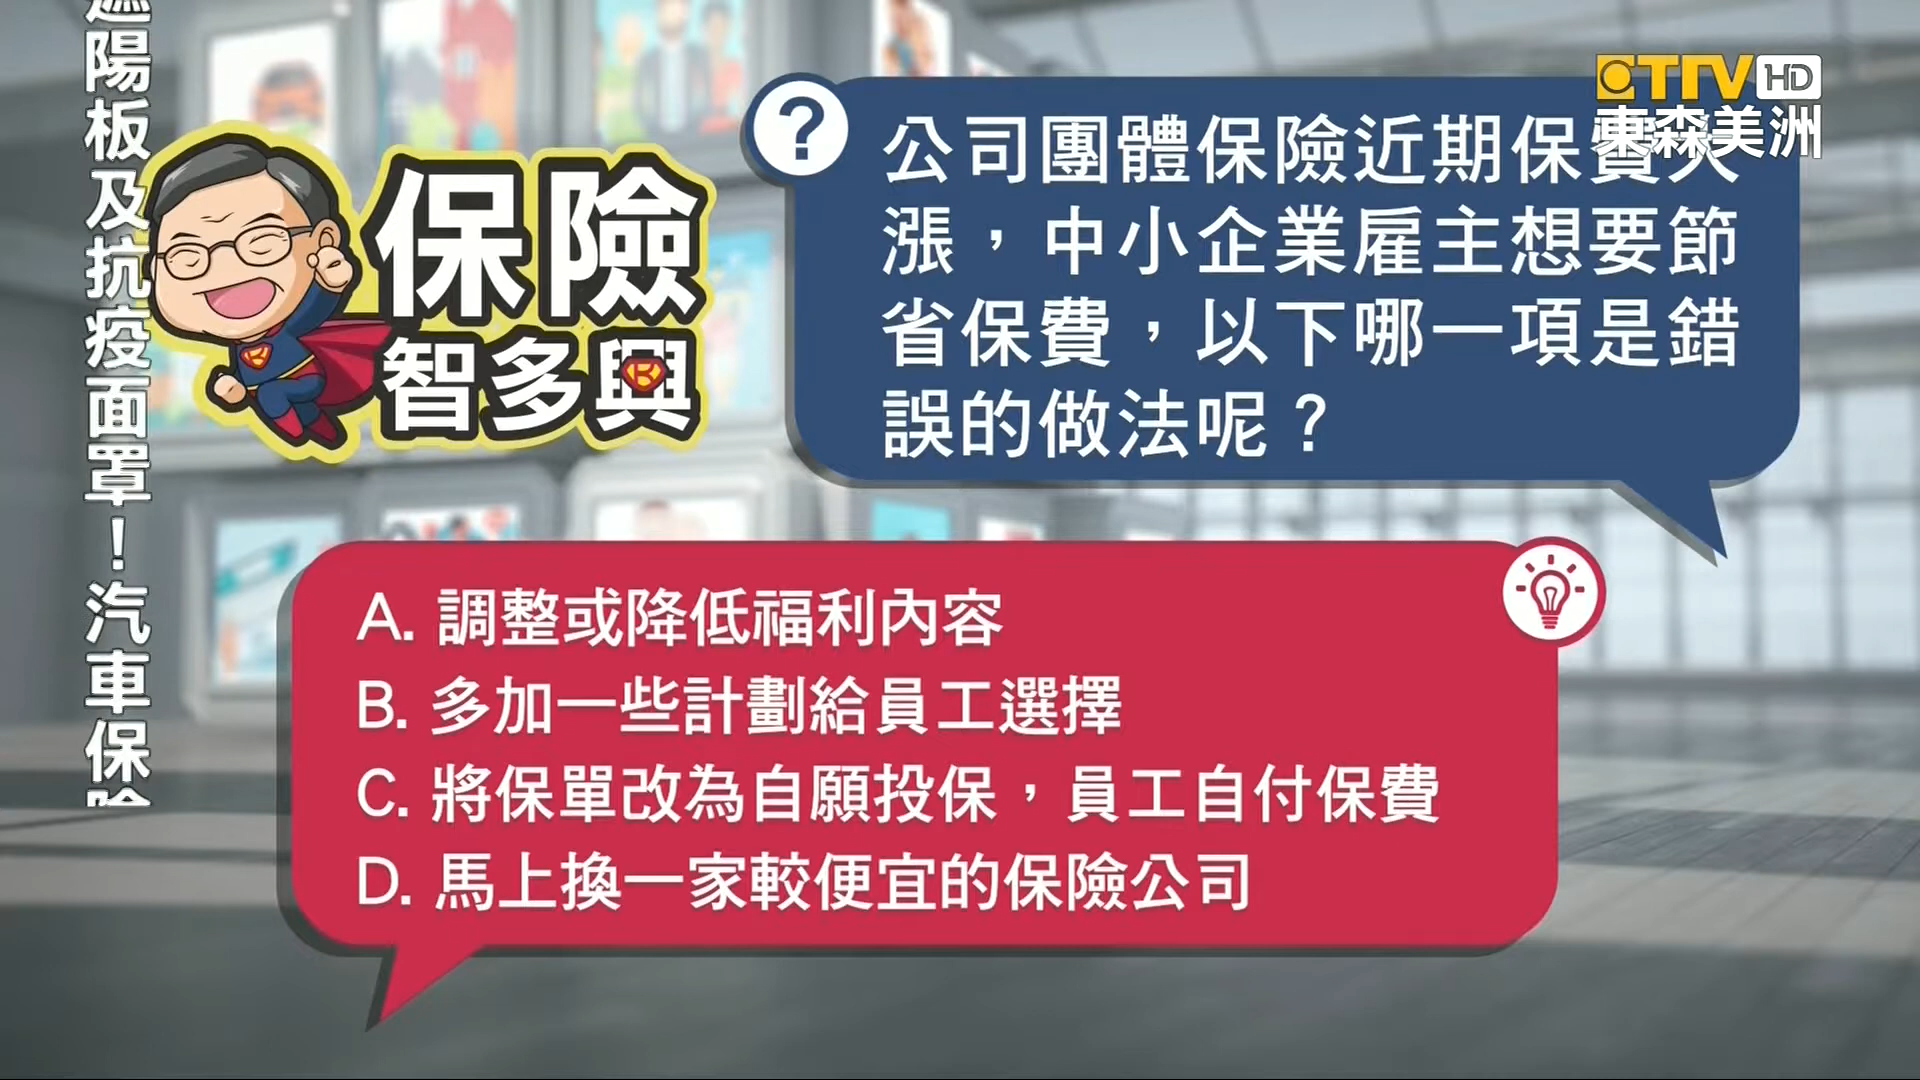 遮陽板及抗疫面罩！汽車保險
保險
智多興
?
公司團體保險近期保費大
漲，中小企業雇主想要節
省保費，以下哪一項是錯
誤的做法呢？
ETTV HD
東森美洲
A. 調整或降低福利內容
B. 多加一些計劃給員工選擇
C. 將保單改為自願投保，員工自付保費
D. 馬上換一家較便宜的保險公司